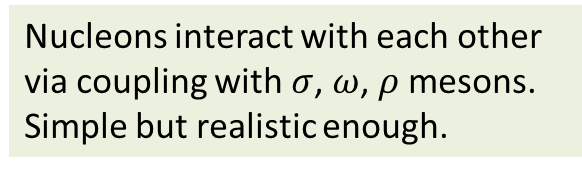 Nucleons interact with each other
via coupling with σ, ω, ρ mesons.
Simple but realistic enough.